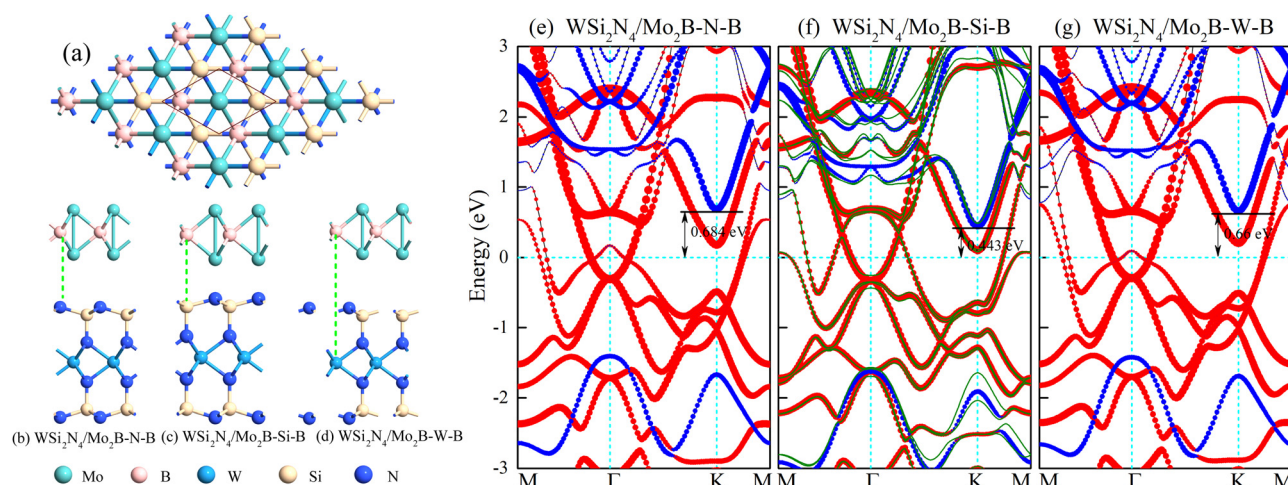 (a)
(b) WSi₂N₄/Mo₂B-N-B (c) WSi₂N₄/Mo₂B-Si-B (d) WSi₂N₄/Mo₂B-W-B
Mo B W Si N
(e) WSi₂N₄/Mo₂B-N-B
(f) WSi₂N₄/Mo₂B-Si-B
(g) WSi₂N₄/Mo₂B-W-B
Energy (eV)
3
2
1
0
-1
-2
-3
0.684 eV
0.443 eV
0.66 eV
M Γ K M
M Γ K M
M Γ K M